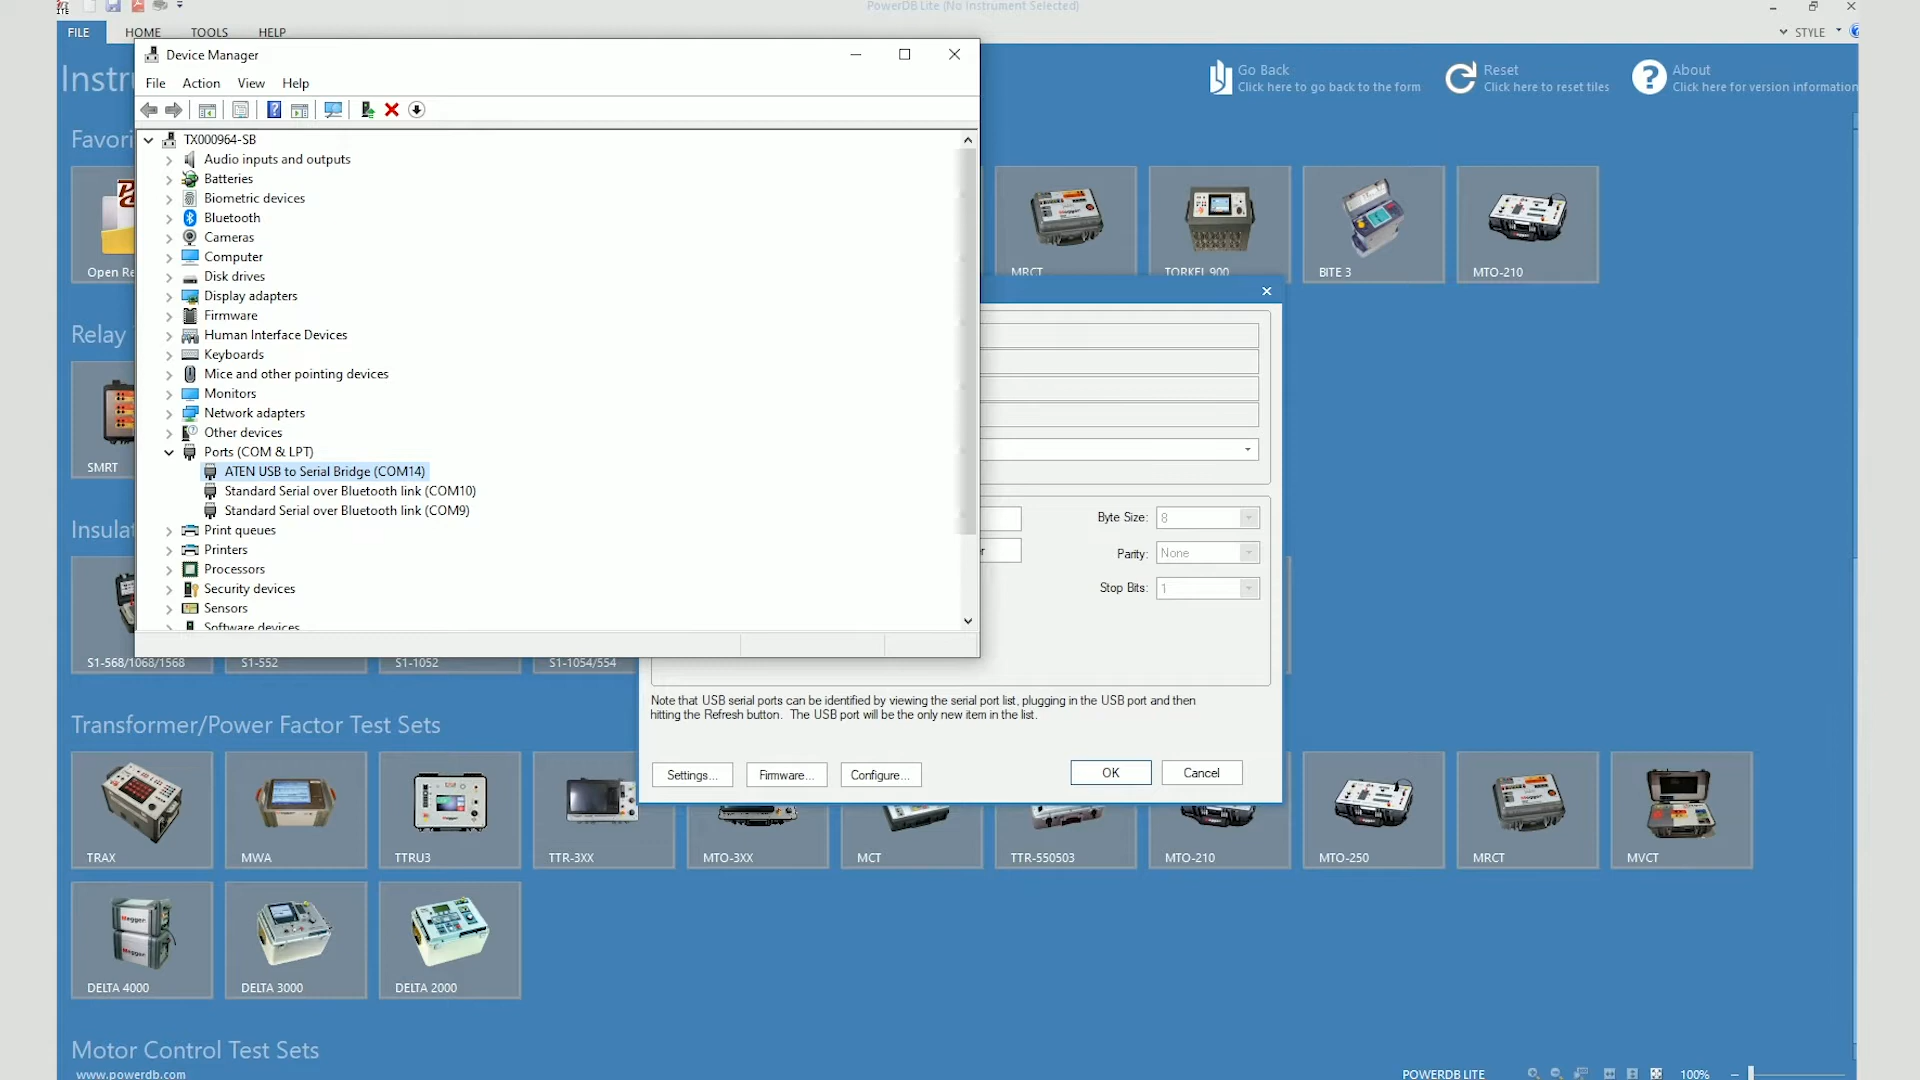 PowerDB Lite (No Instrument Selected)
FILE HOME TOOLS HELP
STYLE
Instru
Go Back
Click here to go back to the form
Reset
Click here to reset tiles
About
Click here for version information
Device Manager
File Action View Help
TX000964-SB
Audio inputs and outputs
Batteries
Biometric devices
Bluetooth
Cameras
Computer
Disk drives
Display adapters
Firmware
Human Interface Devices
Keyboards
Mice and other pointing devices
Monitors
Network adapters
Other devices
Ports (COM & LPT)
ATEN USB to Serial Bridge (COM14)
Standard Serial over Bluetooth link (COM10)
Standard Serial over Bluetooth link (COM9)
Print queues
Printers
Processors
Security devices
Sensors
Software devices
Favori
Open Re
MRCT
TORKEL 900
BITE 3
MTO-210
Relay
SMRT
Insulat
S1-568/1068/1568
S1-552
S1-1052
S1-1054/554
Byte Size: 8
Parity: None
Stop Bits: 1
Note that USB serial ports can be identified by viewing the serial port list, plugging in the USB port and then
hitting the Refresh button. The USB port will be the only new item in the list.
Settings...
Firmware...
Configure...
OK
Cancel
Transformer/Power Factor Test Sets
TRAX
MWA
TTRU3
TTR-3XX
MTO-3XX
MCT
TTR-550503
MTO-210
MTO-250
MRCT
MVCT
Megger
Megger
DELTA 4000
DELTA 3000
DELTA 2000
Motor Control Test Sets
www.powerdb.com
POWERDB LITE
100%